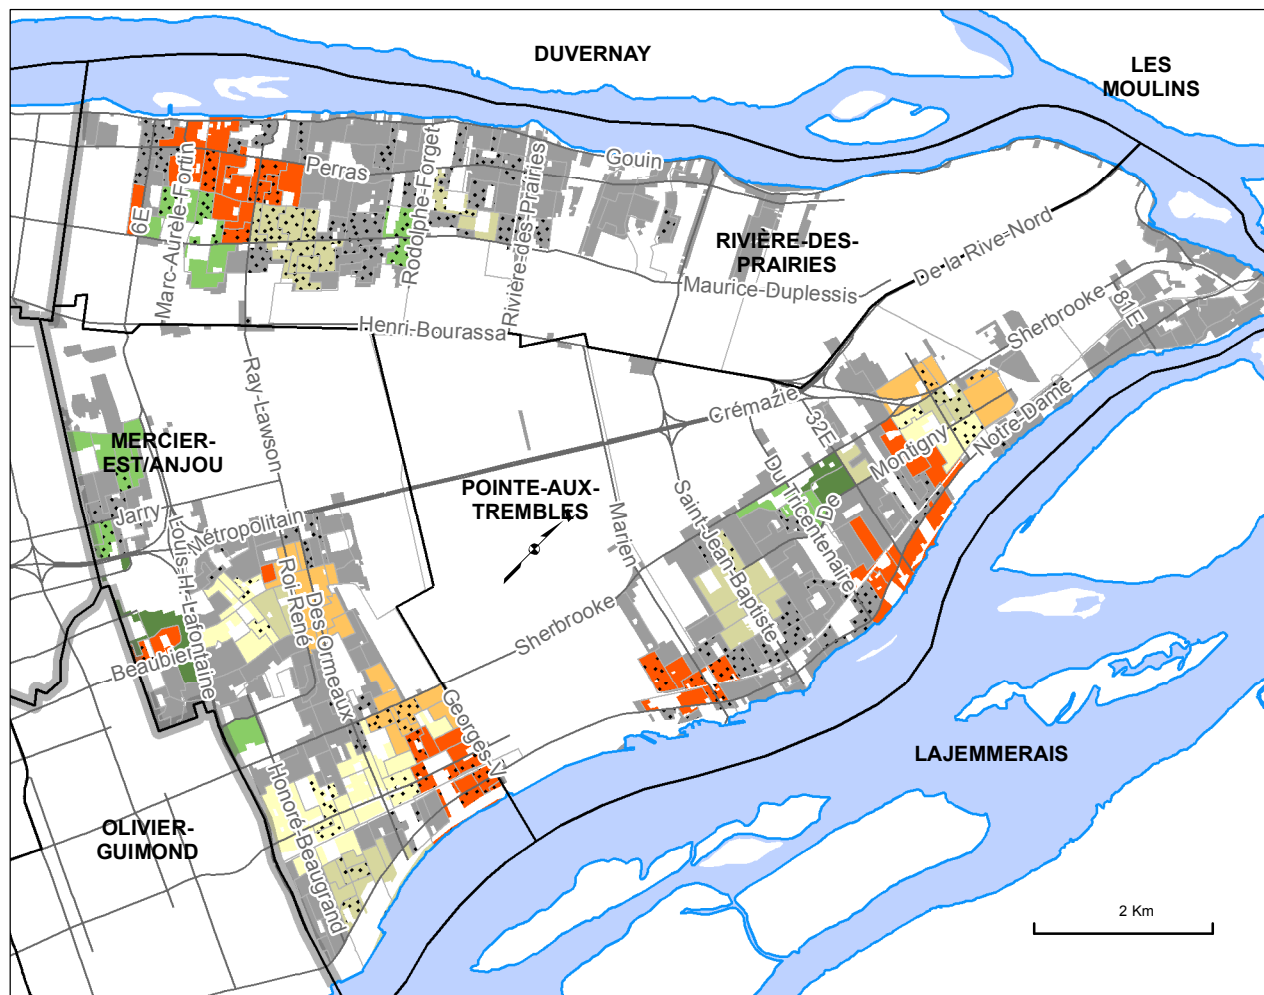 DUVERNAY
LES
MOULINS
Gouin
Perras
6E
Marc-Aurèle-Fortin
Rodolphe-Forget
Rivière-des-Prairies
RIVIÈRE-DES-
PRAIRIES
De-la-Rive-Nord
Maurice-Duplessis
Henri-Bourassa
Sherbrooke
81E
Ray-Lawson
Crémazie
32E
Montigny
Notre-Dame
MERCIER-
EST/ANJOU
POINTE-AUX-
TREMBLES
Jarry
Métropolitain
Louis-H.-Lafontaine
Marien
Saint-Jean-Baptiste
Du-Tricentenaire
De
Roi-René
Des Ormeaux
Sherbrooke
Beaubie
Georges-V
LAJEMMERAIS
Honoré-Beaugrand
OLIVIER-
GUIMOND
2 Km